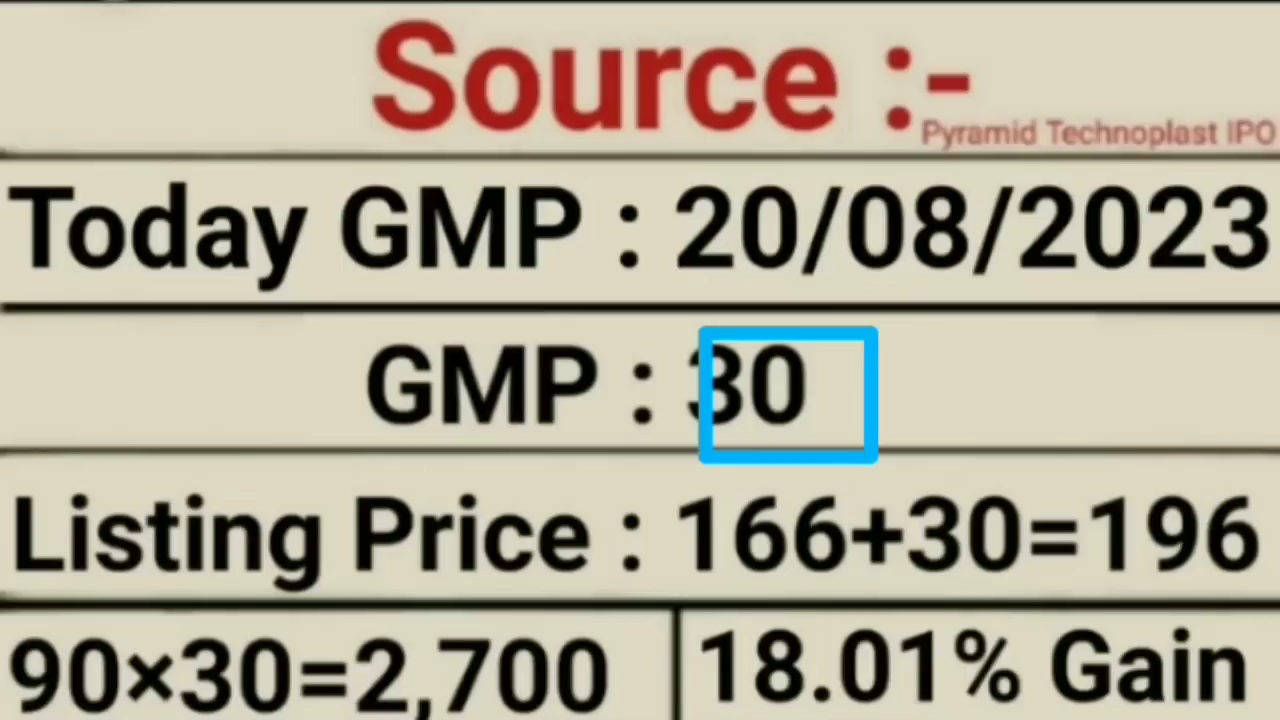 Source :-
Pyramid Technoplast IPO
Today GMP : 20/08/2023
GMP : 30
Listing Price : 166+30=196
90×30=2,700
18.01% Gain